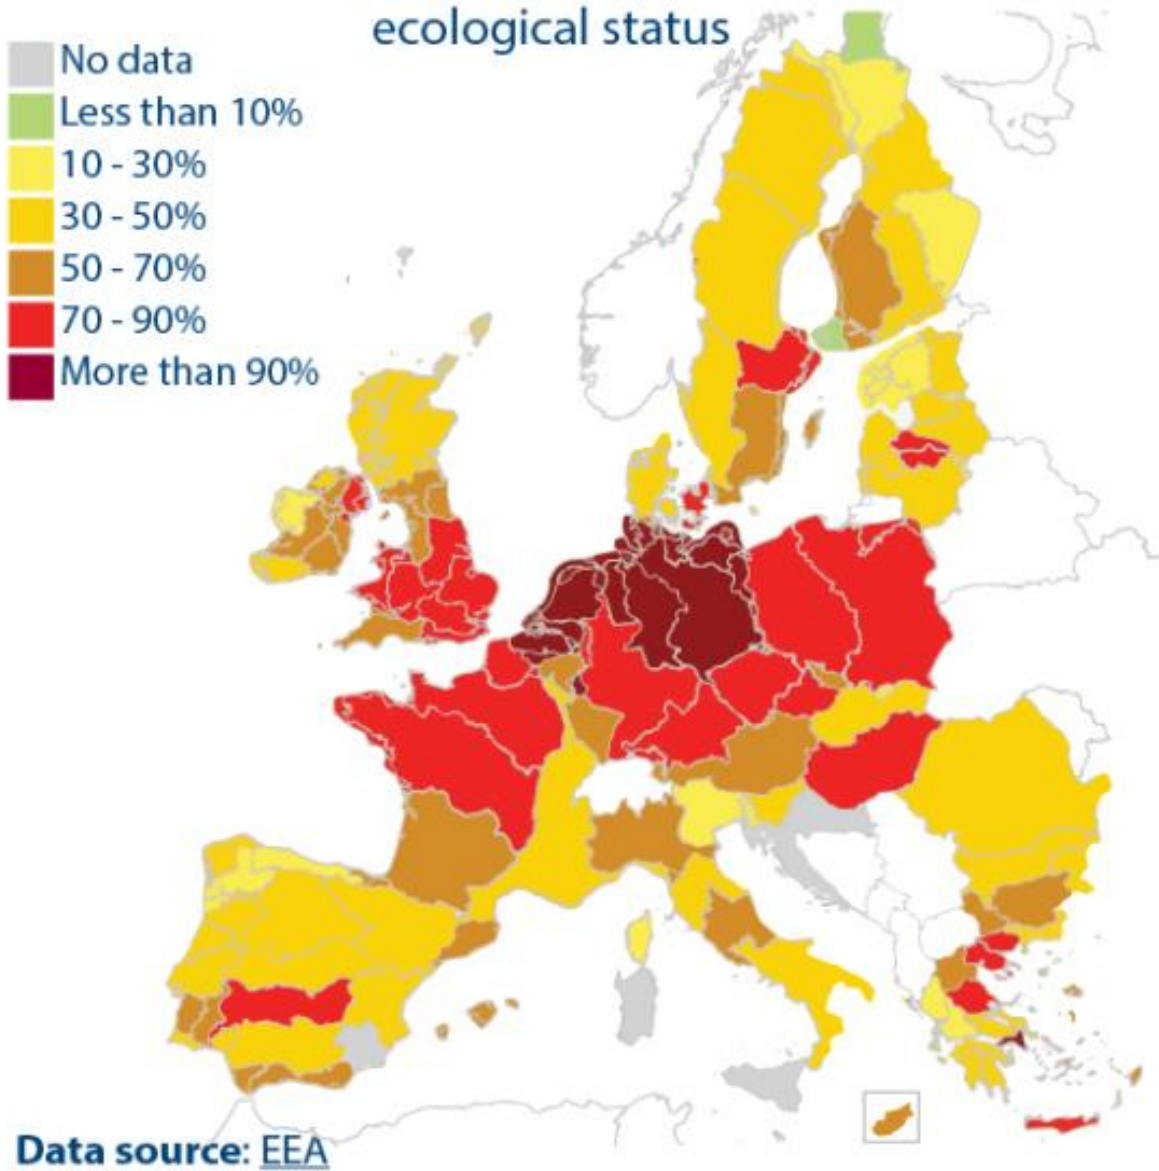 ecological status
No data
Less than 10%
10 - 30%
30 - 50%
50 - 70%
70 - 90%
More than 90%
Data source: EEA